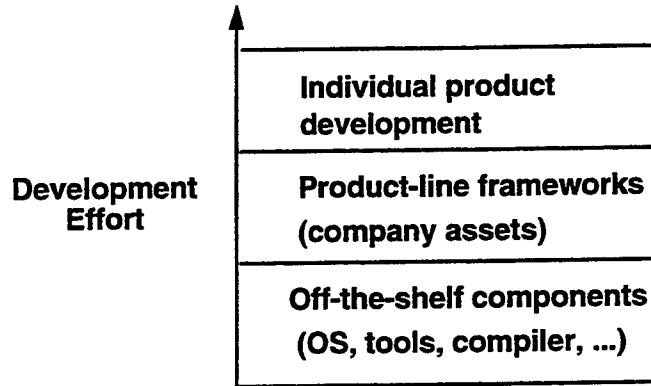 Individual product
development
Development
Effort
Product-line frameworks
(company assets)
Off-the-shelf components
(OS, tools, compiler, ...)